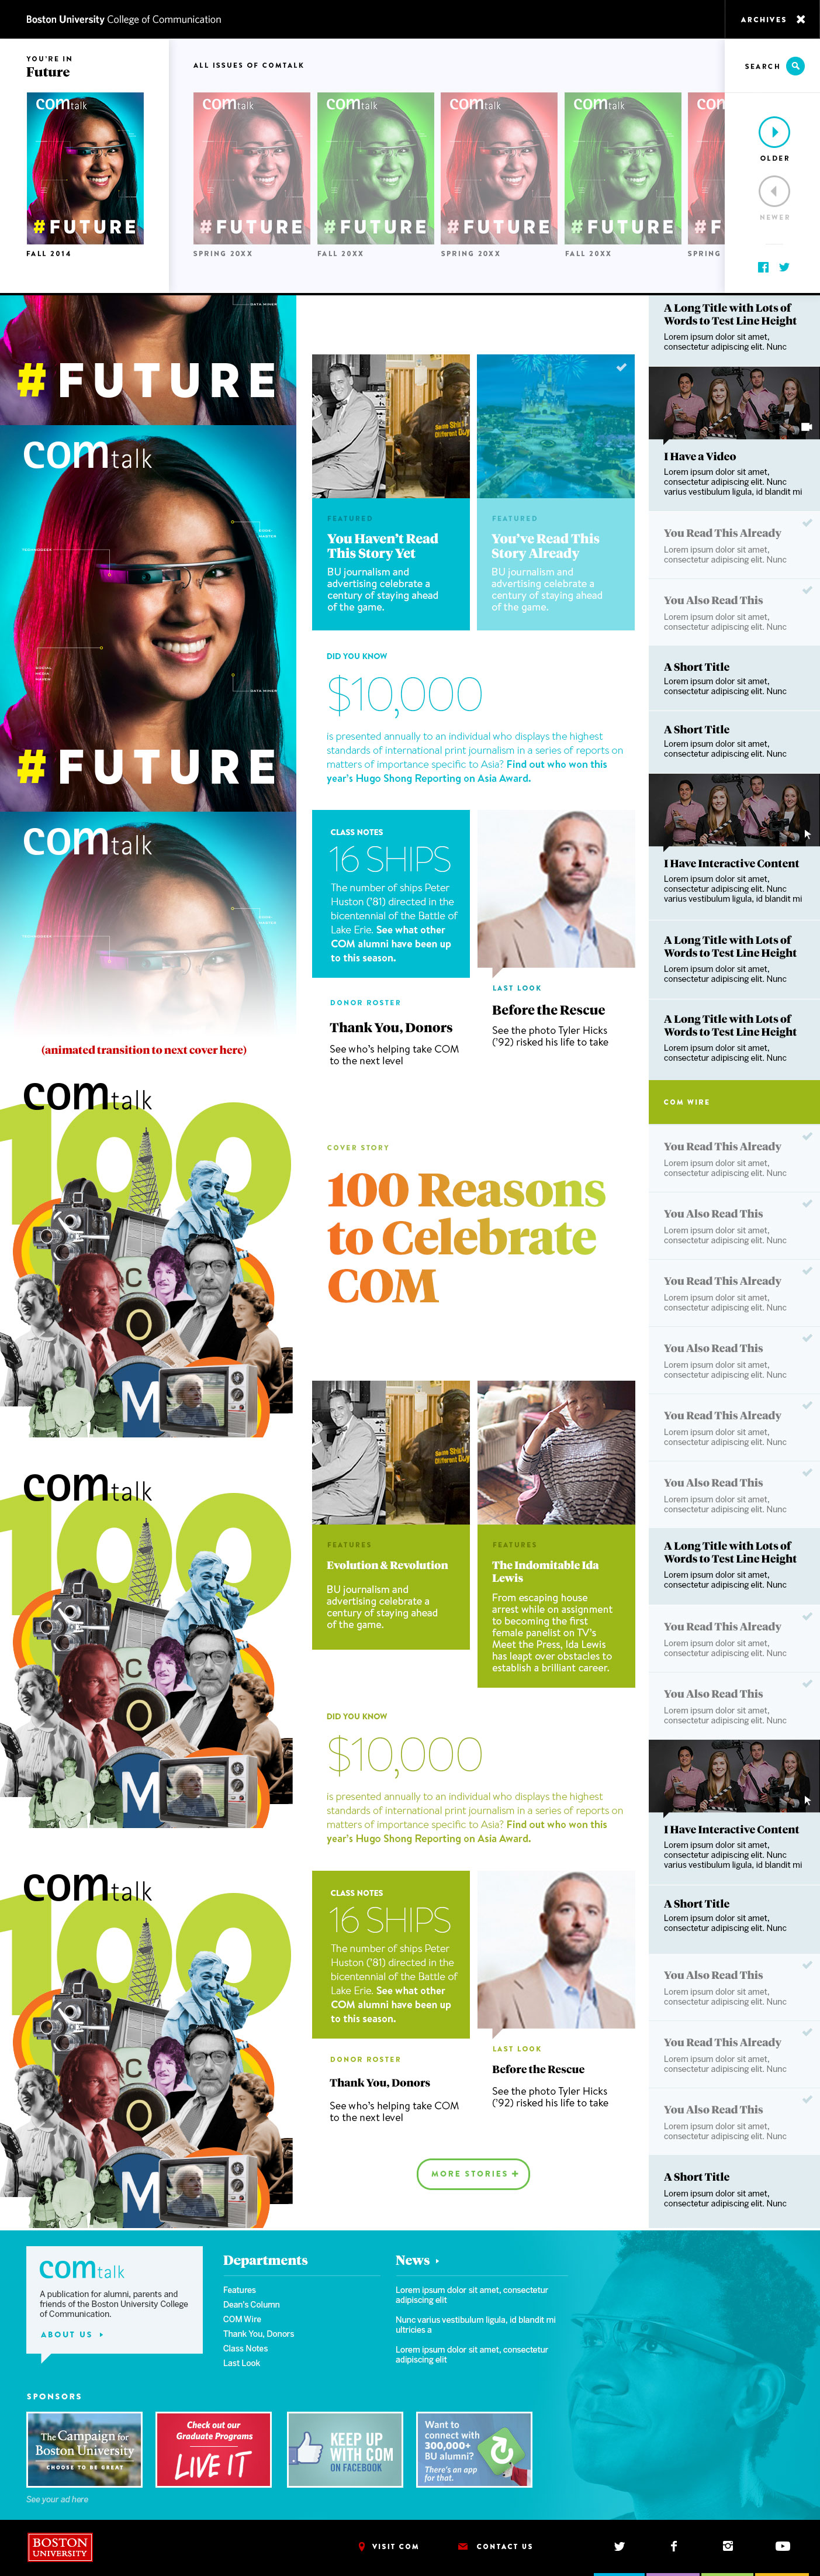 Boston University College of Communication
ARCHIVES
YOU'RE IN
Future
comtalk
#FUTURE
FALL 2014
ALL ISSUES OF COMTALK
comtalk
#FUTURE
SPRING 20XX
comtalk
#FUTURE
FALL 20XX
comtalk
#FUTURE
SPRING 20XX
comtalk
#FUTURE
FALL 20XX
com
#F
SPRING
SEARCH
OLDER
NEWER
DATA MINER
#FUTURE
comtalk
DATA MINER
#FUTURE
comtalk
(animated transition to next cover here)
FEATURED
You Haven't Read
This Story Yet
BU journalism and
advertising celebrate a
century of staying ahead
of the game.
FEATURED
You've Read This
Story Already
BU journalism and
advertising celebrate a
century of staying ahead
of the game.
DID YOU KNOW
$10,000
is presented annually to an individual who displays the highest
standards of international print journalism in a series of reports on
matters of importance specific to Asia? Find out who won this
year's Hugo Shong Reporting on Asia Award.
CLASS NOTES
16 SHIPS
The number of ships Peter
Huston ('81) directed in the
bicentennial of the Battle of
Lake Erie. See what other
COM alumni have been up
to this season.
LAST LOOK
Before the Rescue
See the photo Tyler Hicks
('92) risked his life to take
DONOR ROSTER
Thank You, Donors
See who's helping take COM
to the next level
A Long Title with Lots of
Words to Test Line Height
Lorem ipsum dolor sit amet,
consectetur adipiscing elit. Nunc
I Have a Video
Lorem ipsum dolor sit amet,
consectetur adipiscing elit. Nunc
varius vestibulum ligula, id blandit mi
You Read This Already
Lorem ipsum dolor sit amet,
consectetur adipiscing elit. Nunc
You Also Read This
Lorem ipsum dolor sit amet,
consectetur adipiscing elit. Nunc
A Short Title
Lorem ipsum dolor sit amet,
consectetur adipiscing elit. Nunc
A Short Title
Lorem ipsum dolor sit amet,
consectetur adipiscing elit. Nunc
I Have Interactive Content
Lorem ipsum dolor sit amet,
consectetur adipiscing elit. Nunc
varius vestibulum ligula, id blandit mi
A Long Title with Lots of
Words to Test Line Height
Lorem ipsum dolor sit amet,
consectetur adipiscing elit. Nunc
A Long Title with Lots of
Words to Test Line Height
Lorem ipsum dolor sit amet,
consectetur adipiscing elit. Nunc
COM WIRE
You Read This Already
Lorem ipsum dolor sit amet,
consectetur adipiscing elit. Nunc
You Also Read This
Lorem ipsum dolor sit amet,
consectetur adipiscing elit. Nunc
You Read This Already
Lorem ipsum dolor sit amet,
consectetur adipiscing elit. Nunc
You Also Read This
Lorem ipsum dolor sit amet,
consectetur adipiscing elit. Nunc
You Read This Already
Lorem ipsum dolor sit amet,
consectetur adipiscing elit. Nunc
You Also Read This
Lorem ipsum dolor sit amet,
consectetur adipiscing elit. Nunc
A Long Title with Lots of
Words to Test Line Height
Lorem ipsum dolor sit amet,
consectetur adipiscing elit. Nunc
You Read This Already
Lorem ipsum dolor sit amet,
consectetur adipiscing elit. Nunc
You Also Read This
Lorem ipsum dolor sit amet,
consectetur adipiscing elit. Nunc
I Have Interactive Content
Lorem ipsum dolor sit amet,
consectetur adipiscing elit. Nunc
varius vestibulum ligula, id blandit mi
A Short Title
Lorem ipsum dolor sit amet,
consectetur adipiscing elit. Nunc
You Also Read This
Lorem ipsum dolor sit amet,
consectetur adipiscing elit. Nunc
You Read This Already
Lorem ipsum dolor sit amet,
consectetur adipiscing elit. Nunc
You Also Read This
Lorem ipsum dolor sit amet,
consectetur adipiscing elit. Nunc
A Short Title
Lorem ipsum dolor sit amet,
consectetur adipiscing elit. Nunc
comtalk
100
COM
comtalk
100
COM
comtalk
100
COM
COVER STORY
100 Reasons
to Celebrate
COM
FEATURES
Evolution & Revolution
BU journalism and
advertising celebrate a
century of staying ahead
of the game.
FEATURES
The Indomitable Ida
Lewis
From escaping house
arrest while on assignment
to becoming the first
female panelist on TV's
Meet the Press, Ida Lewis
has leapt over obstacles to
establish a brilliant career.
DID YOU KNOW
$10,000
is presented annually to an individual who displays the highest
standards of international print journalism in a series of reports on
matters of importance specific to Asia? Find out who won this
year's Hugo Shong Reporting on Asia Award.
CLASS NOTES
16 SHIPS
The number of ships Peter
Huston ('81) directed in the
bicentennial of the Battle of
Lake Erie. See what other
COM alumni have been up
to this season.
LAST LOOK
Before the Rescue
See the photo Tyler Hicks
('92) risked his life to take
DONOR ROSTER
Thank You, Donors
See who's helping take COM
to the next level
MORE STORIES +
comtalk
A publication for alumni, parents and
friends of the Boston University College
of Communication.
ABOUT US
Departments
Features
Dean's Column
COM Wire
Thank You, Donors
Class Notes
Last Look
News
Lorem ipsum dolor sit amet, consectetur
adipiscing elit
Nunc varius vestibulum ligula, id blandit mi
ultricies a
Lorem ipsum dolor sit amet, consectetur
adipiscing elit
SPONSORS
The Campaign for
Boston University
CHOOSE TO BE GREAT
Check out our
Graduate Programs
LIVE IT
KEEP UP
WITH COM
ON FACEBOOK
Want to
connect with
300,000+
BU alumni?
There's an app
for that.
See your ad here
BOSTON
UNIVERSITY
VISIT COM
CONTACT US